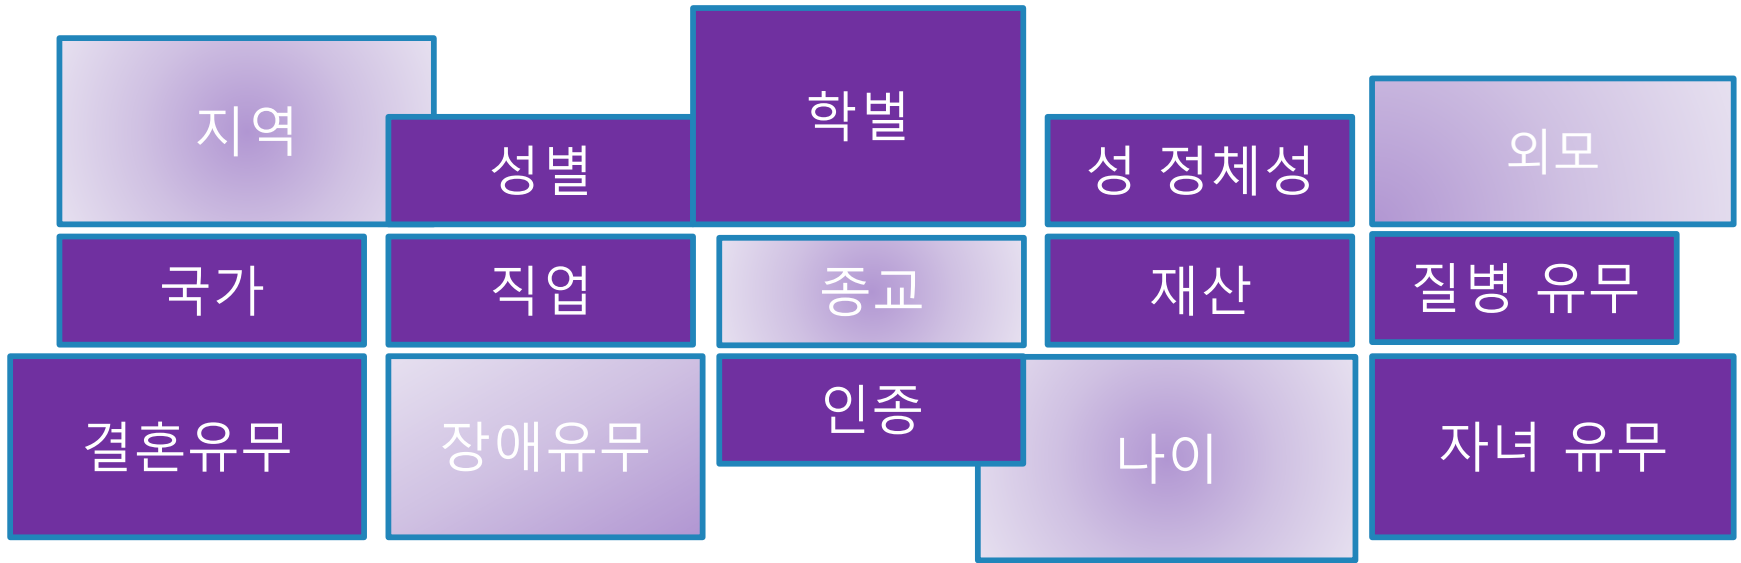 지역
성별
학벌
성 정체성
외모
국가
직업
종교
재산
질병 유무
결혼유무
장애유무
인종
나이
자녀 유무